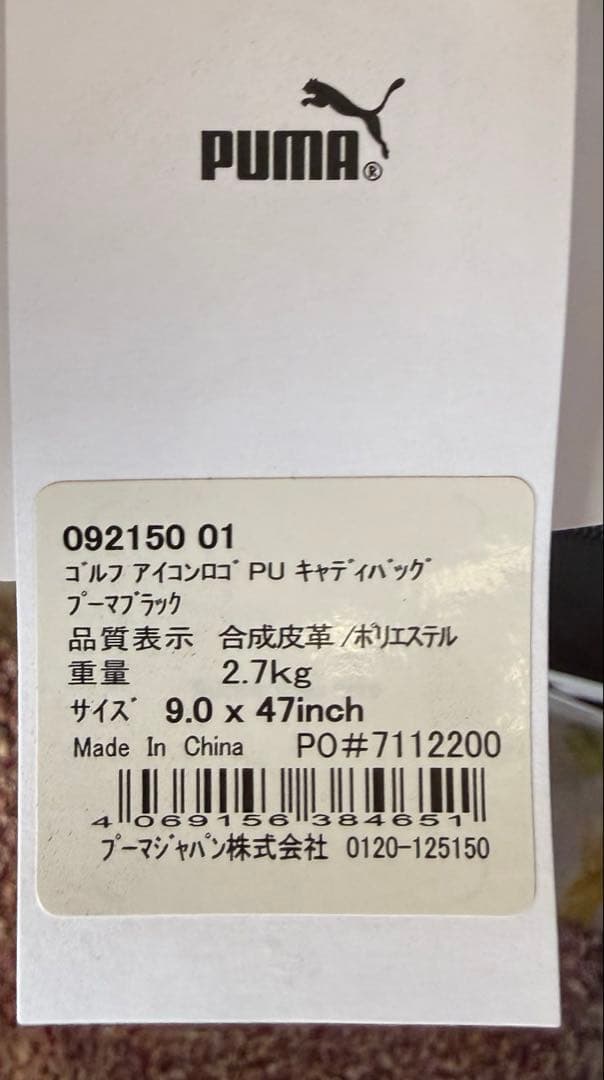 PUMA®
092150 01
ｺﾞﾙﾌ ｱｲｺﾝﾛｺﾞ PU ｷｬﾃﾞｨﾊﾞｯｸﾞ
ﾌﾟｰﾏﾌﾞﾗｯｸ
品質表示 合成皮革/ﾎﾟﾘｴｽﾃﾙ
重量 2.7kg
ｻｲｽﾞ 9.0 x 47inch
Made In China PO#7112200
4 069156 384651
ﾌﾟｰﾏｼﾞｬﾊﾟﾝ株式会社 0120-125150